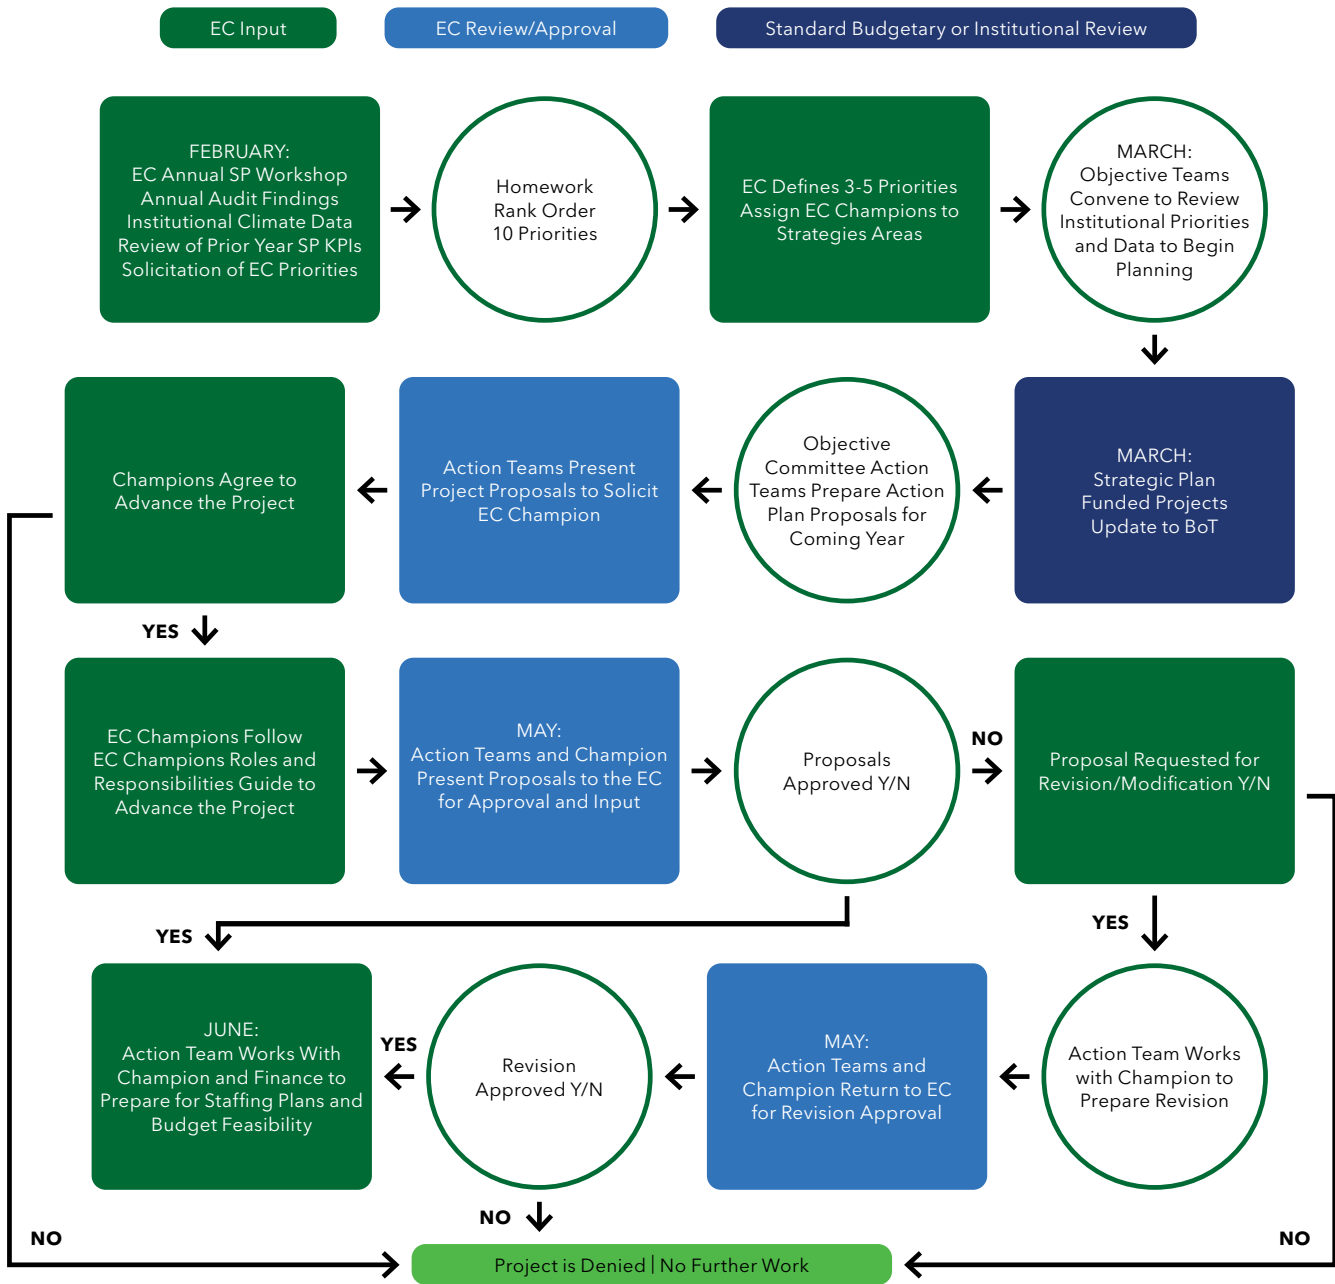 EC Input
EC Review/Approval
Standard Budgetary or Institutional Review
FEBRUARY:
EC Annual SP Workshop
Annual Audit Findings
Institutional Climate Data
Review of Prior Year SP KPIs
Solicitation of EC Priorities
Homework
Rank Order
10 Priorities
EC Defines 3-5 Priorities
Assign EC Champions to
Strategies Areas
MARCH:
Objective Teams
Convene to Review
Institutional Priorities
and Data to Begin
Planning
MARCH:
Strategic Plan
Funded Projects
Update to BoT
Objective
Committee Action
Teams Prepare Action
Plan Proposals for
Coming Year
Action Teams Present
Project Proposals to Solicit
EC Champion
Champions Agree to
Advance the Project
YES
EC Champions Follow
EC Champions Roles and
Responsibilities Guide to
Advance the Project
MAY:
Action Teams and Champion
Present Proposals to the EC
for Approval and Input
Proposals
Approved Y/N
NO
Proposal Requested for
Revision/Modification Y/N
YES
YES
Action Team Works
with Champion to
Prepare Revision
MAY:
Action Teams and
Champion Return to EC
for Revision Approval
Revision
Approved Y/N
YES
JUNE:
Action Team Works With
Champion and Finance to
Prepare for Staffing Plans and
Budget Feasibility
NO
NO
NO
Project is Denied | No Further Work